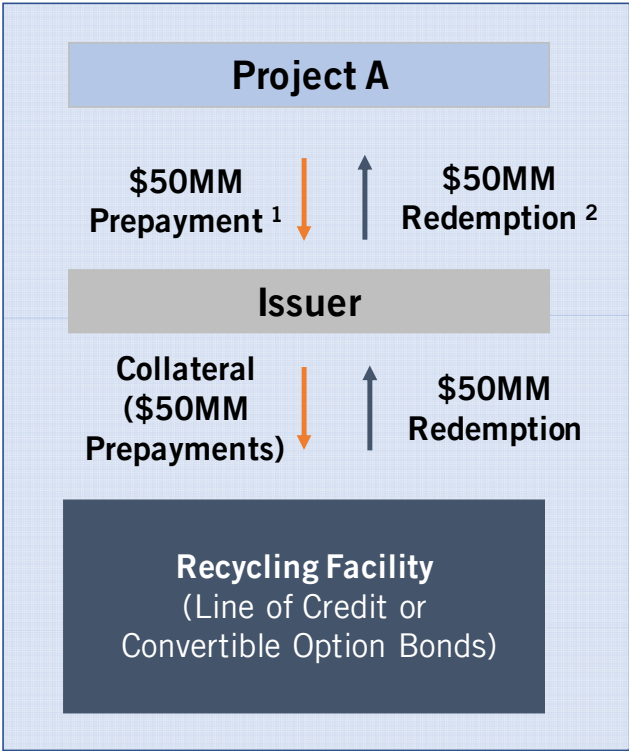 Project A
$50MM
Prepayment ¹
$50MM
Redemption ²
Issuer
Collateral
($50MM
Prepayments)
$50MM
Redemption
Recycling Facility
(Line of Credit or
Convertible Option Bonds)